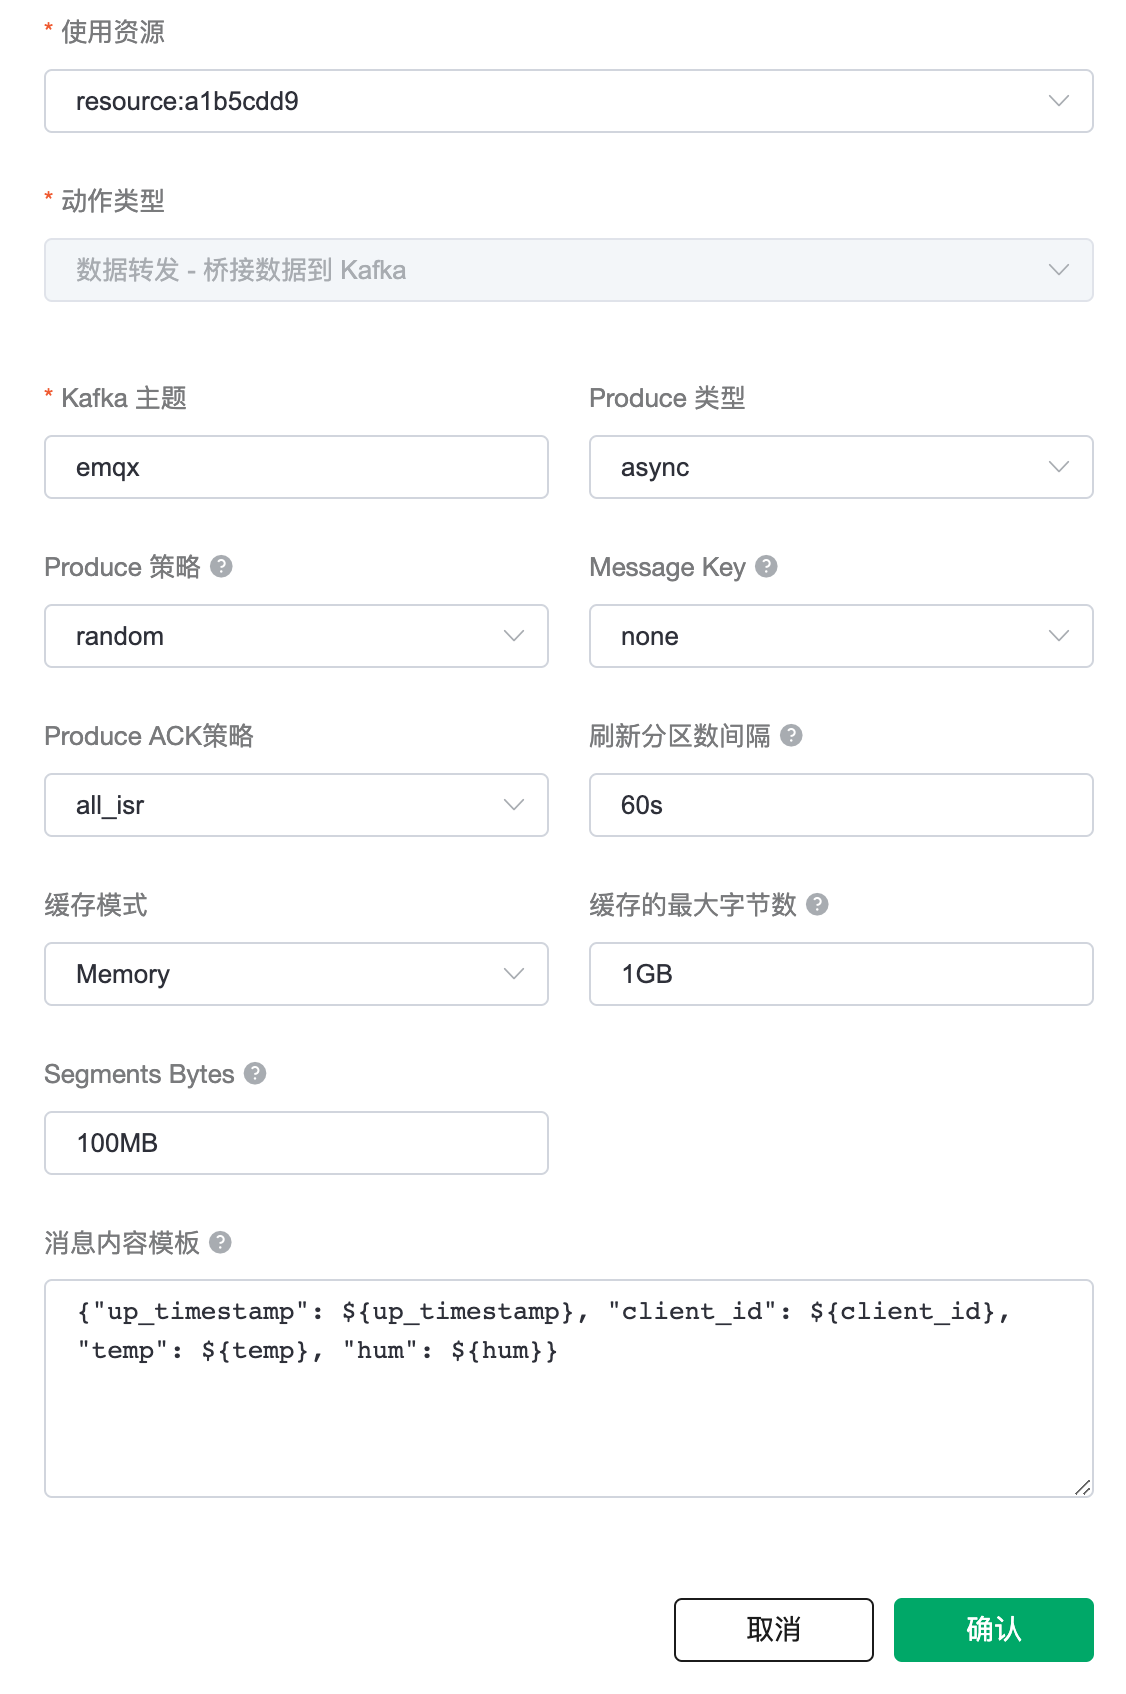 * 使用资源
resource:a1b5cdd9
* 动作类型
数据转发 - 桥接数据到 Kafka
* Kafka 主题
Produce 类型
emqx
async
Produce 策略 ?
Message Key ?
random
none
Produce ACK策略
刷新分区数间隔 ?
all_isr
60s
缓存模式
缓存的最大字节数 ?
Memory
1GB
Segments Bytes ?
100MB
消息内容模板 ?
{"up_timestamp": ${up_timestamp}, "client_id": ${client_id},
"temp": ${temp}, "hum": ${hum}}
取消
确认